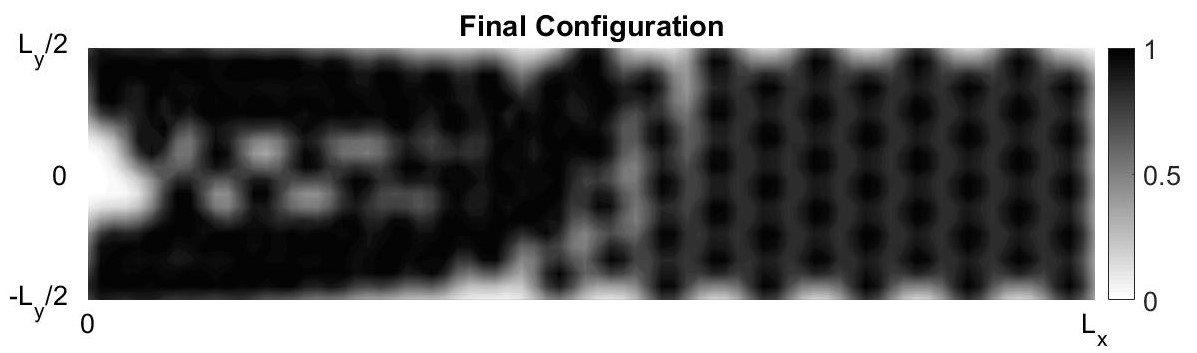 Final Configuration
L_y/2
0
-L_y/2
0
L_x
1
0.5
0